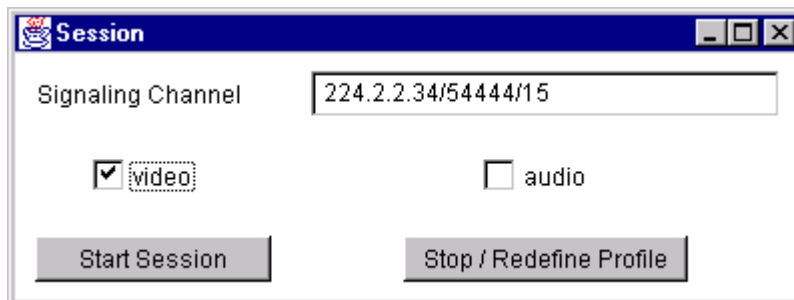 Session
Signaling Channel 224.2.2.34/54444/15
video audio
Start Session Stop / Redefine Profile